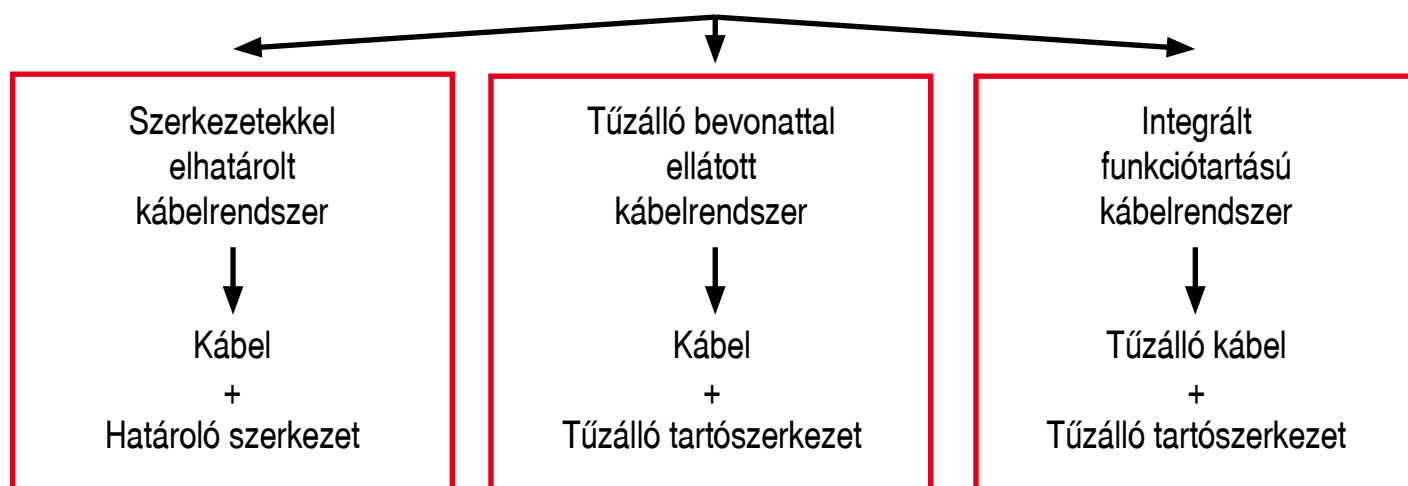 Szerkezetekkel
elhatárolt
kábelrendszer
Kábel
+
Határoló szerkezet
Tűzálló bevonattal
ellátott
kábelrendszer
Kábel
+
Tűzálló tartószerkezet
Integrált
funkciótartású
kábelrendszer
Tűzálló kábel
+
Tűzálló tartószerkezet